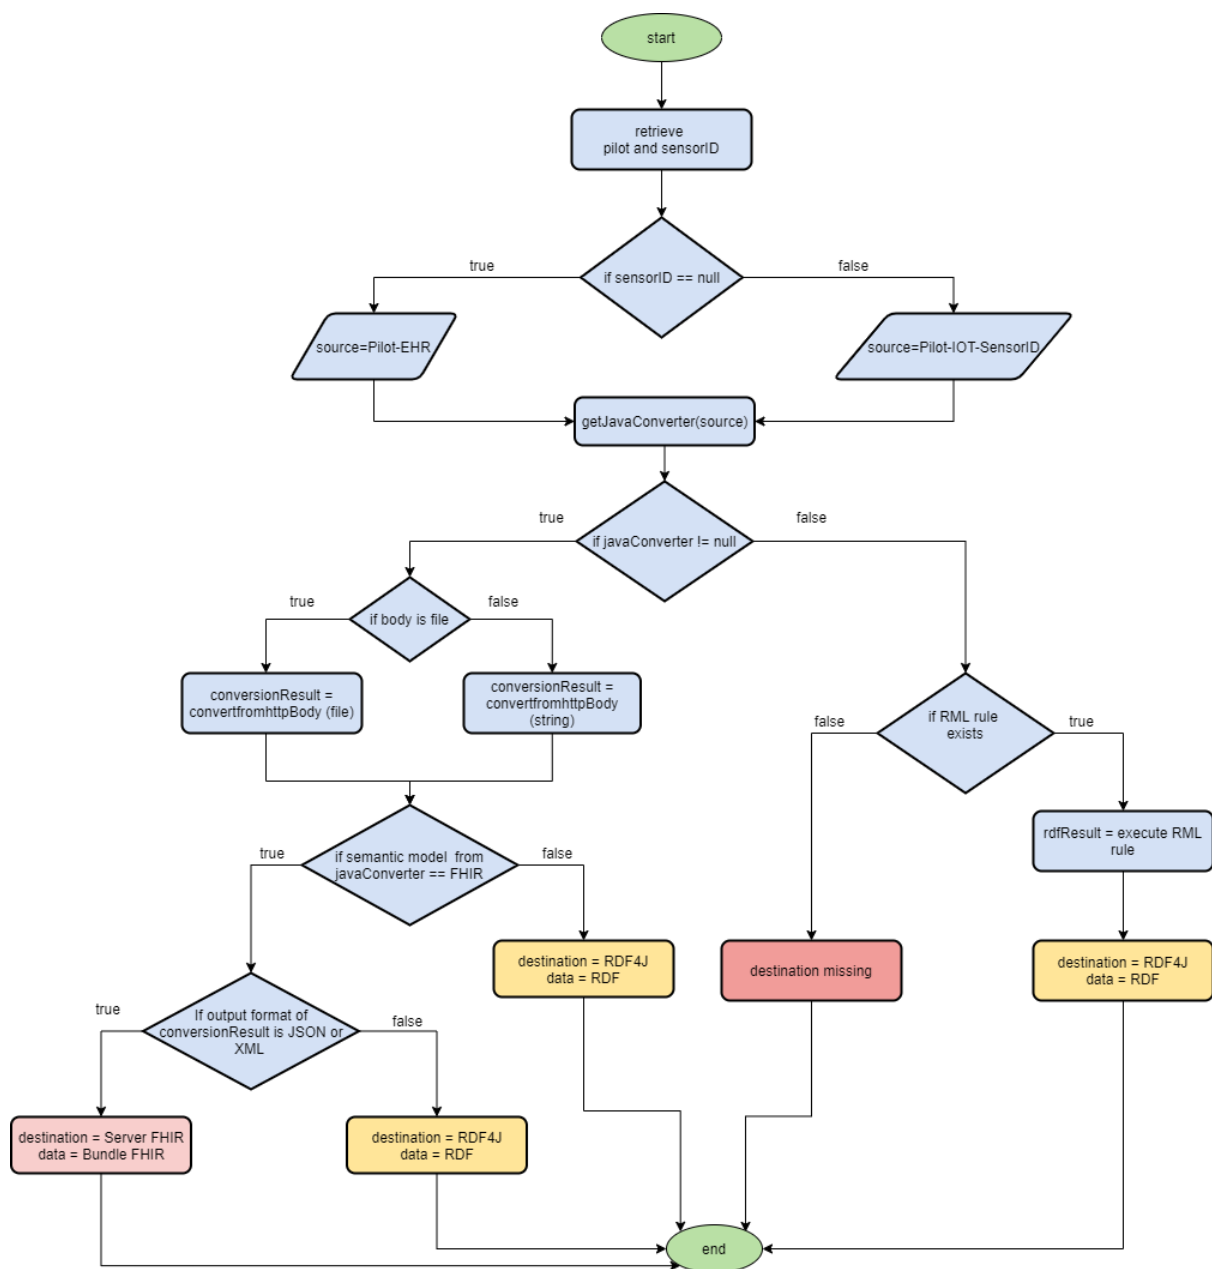 start
retrieve
pilot and sensorID
if sensorID == null
true
false
source=Pilot-EHR
source=Pilot-IOT-SensorID
getJavaConverter(source)
if javaConverter != null
true
false
if body is file
true
false
conversionResult =
convertfromhttpBody (file)
conversionResult =
convertfromhttpBody
(string)
if RML rule
exists
false
true
rdfResult = execute RML
rule
if semantic model from
javaConverter == FHIR
true
false
destination = RDF4J
data = RDF
destination missing
destination = RDF4J
data = RDF
If output format of
conversionResult is JSON or
XML
true
false
destination = Server FHIR
data = Bundle FHIR
destination = RDF4J
data = RDF
end